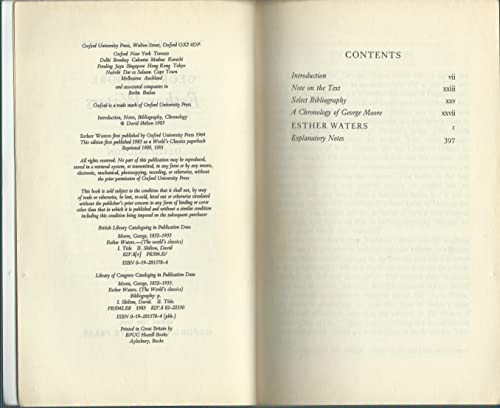 Oxford University Press, Walton Street, Oxford OX2 6DP
Oxford New York Toronto
Delhi Bombay Calcutta Madras Karachi
Petaling Jaya Singapore Hong Kong Tokyo
Nairobi Dar es Salaam Cape Town
Melbourne Auckland
and associated companies in
Berlin Ibadan
Oxford is a trade mark of Oxford University Press
Introduction, Notes, Bibliography, Chronology
© David Skilton 1983
Esther Waters first published by Oxford University Press 1964
This edition first published 1983 as a World's Classics paperback
Reprinted 1989, 1991
All rights reserved. No part of this publication may be reproduced,
stored in a retrieval system, or transmitted, in any form or by any means,
electronic, mechanical, photocopying, recording, or otherwise, without
the prior permission of Oxford University Press
This book is sold subject to the condition that it shall not, by way
of trade or otherwise, be lent, re-sold, hired out or otherwise circulated
without the publisher's prior consent in any form of binding or cover
other than that in which it is published and without a similar condition
including this condition being imposed on the subsequent purchaser
British Library Cataloguing in Publication Data
Moore, George, 1852-1933
Esther Waters.—(The world's classics)
I. Title II. Skilton, David
823'.8[F] PR5042.E
ISBN 0-19-281578-4
Library of Congress Cataloging in Publication Data
Moore, George, 1852-1933.
Esther Waters. (The World's classics)
Bibliography: p.
I. Skilton, David. II. Title.
PR5042.E8 1983 823'.8 82-22550
ISBN 0-19-281578-4 (pbk.)
Printed in Great Britain by
BPCC Hazell Books
Aylesbury, Bucks
CONTENTS
Introduction vii
Note on the Text xxiii
Select Bibliography xxv
A Chronology of George Moore xxvii
ESTHER WATERS 1
Explanatory Notes 397